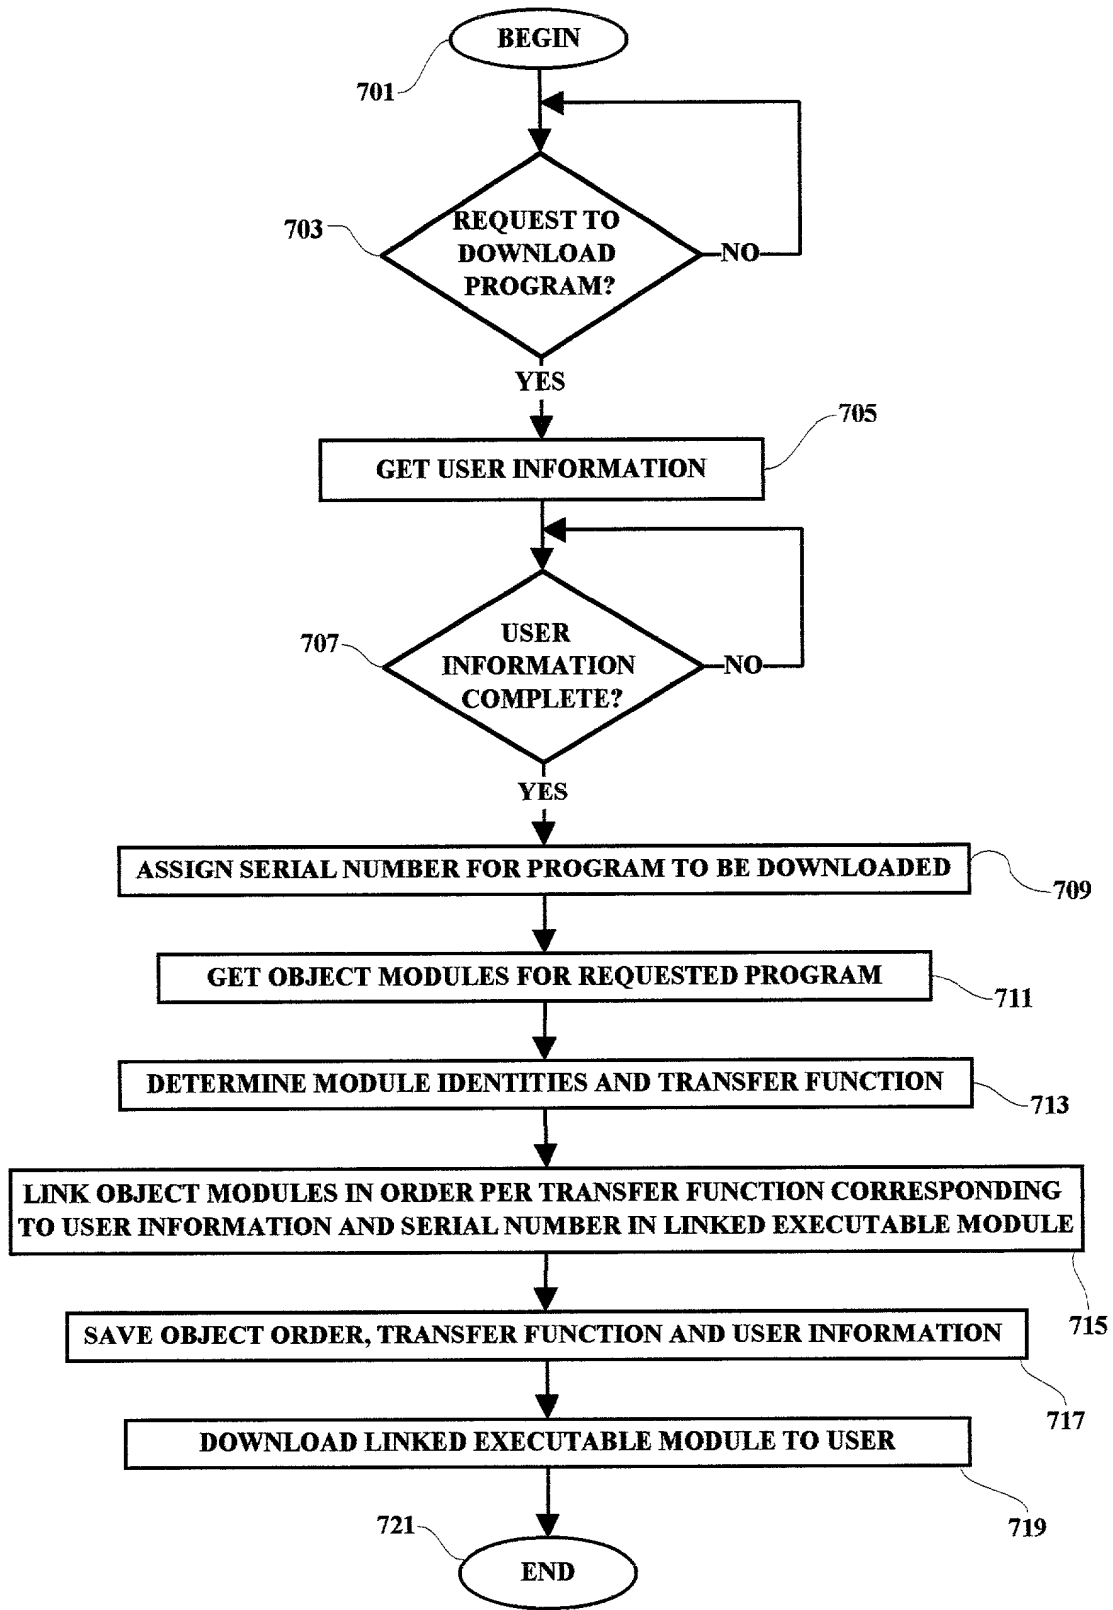 BEGIN
701
REQUEST TO
DOWNLOAD
PROGRAM?
703
NO
YES
705
GET USER INFORMATION
USER
INFORMATION
COMPLETE?
707
NO
YES
ASSIGN SERIAL NUMBER FOR PROGRAM TO BE DOWNLOADED
709
GET OBJECT MODULES FOR REQUESTED PROGRAM
711
DETERMINE MODULE IDENTITIES AND TRANSFER FUNCTION
713
LINK OBJECT MODULES IN ORDER PER TRANSFER FUNCTION CORRESPONDING
TO USER INFORMATION AND SERIAL NUMBER IN LINKED EXECUTABLE MODULE
715
SAVE OBJECT ORDER, TRANSFER FUNCTION AND USER INFORMATION
717
DOWNLOAD LINKED EXECUTABLE MODULE TO USER
719
721
END